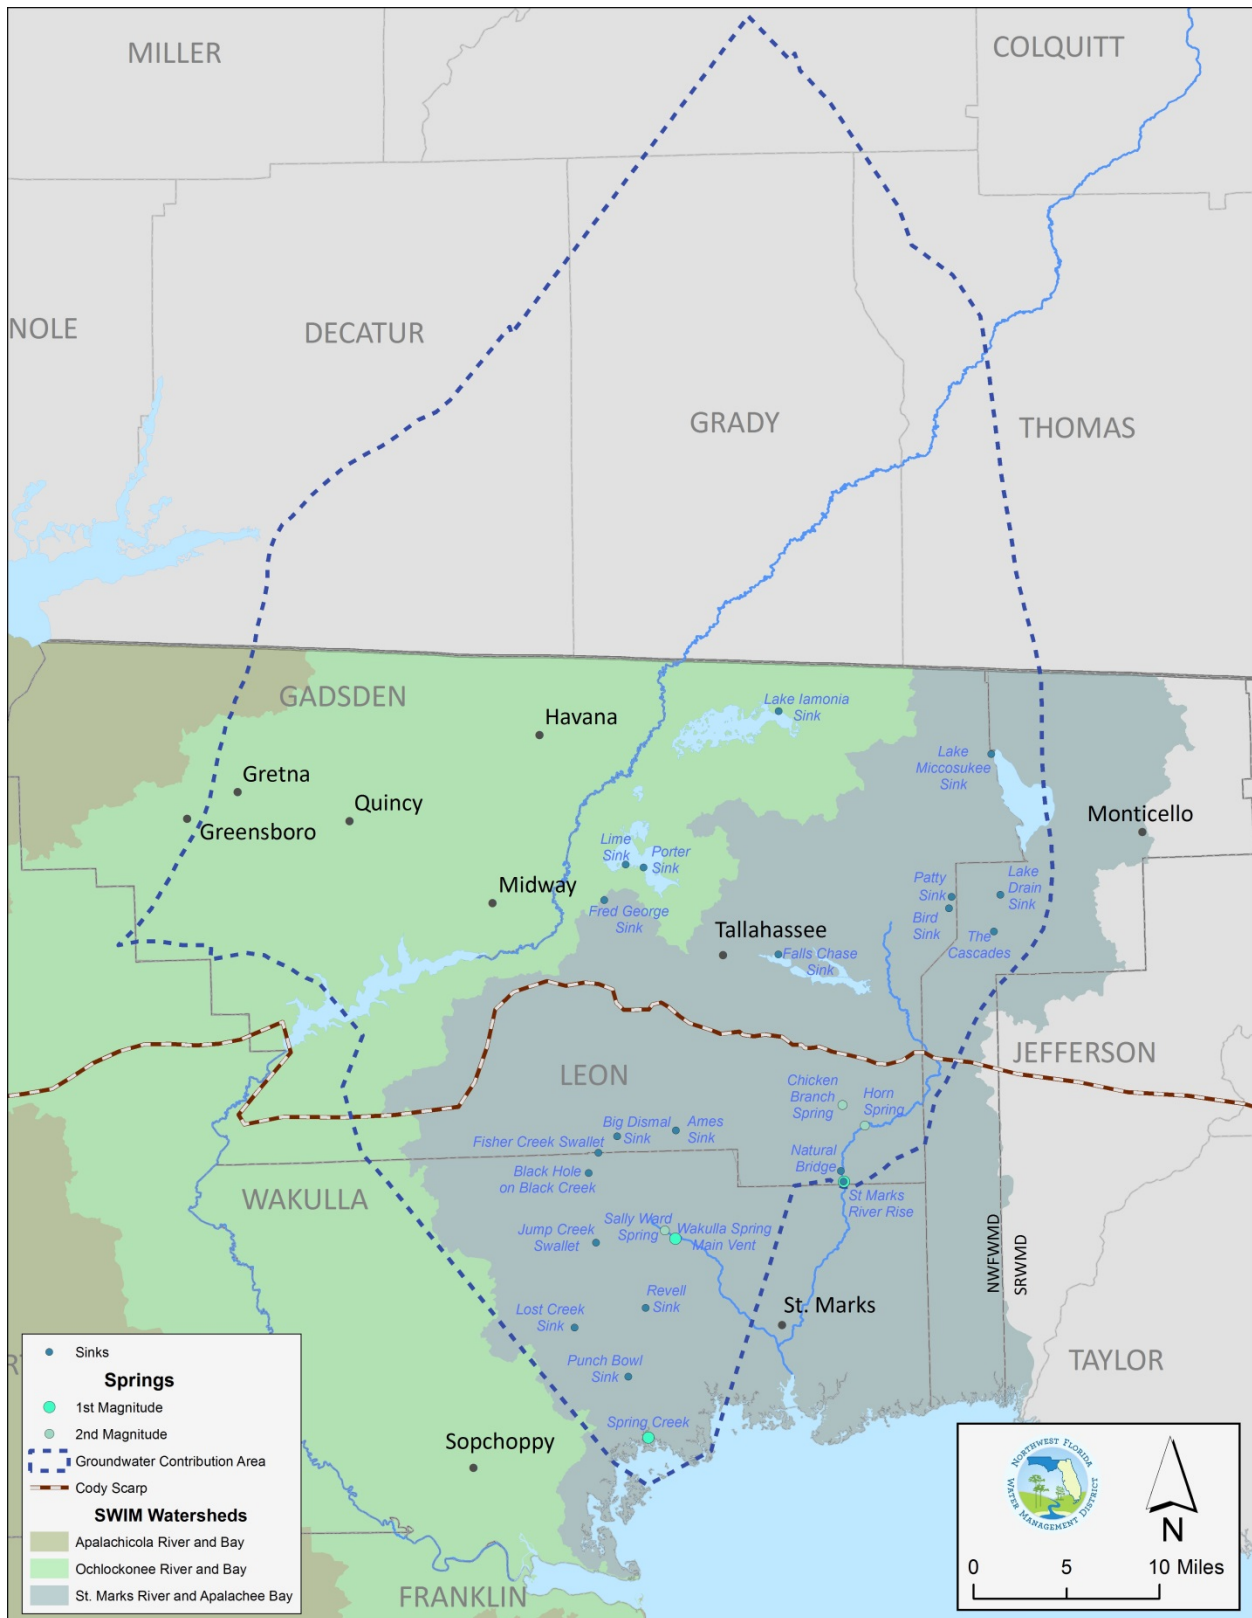 MILLER
COLQUITT
NOLE
DECATUR
GRADY
THOMAS
GADSDEN
Lake Iamonia
Sink
Havana
Lake
Miccosukee
Sink
Gretna
Quincy
Greensboro
Monticello
Lime
Sink
Porter
Sink
Midway
Patty
Sink
Lake
Drain
Sink
Fred George
Sink
Bird
Sink
The
Cascades
Tallahassee
Falls Chase
Sink
JEFFERSON
LEON
Chicken
Branch
Spring
Horn
Spring
Big Dismal
Sink
Ames
Sink
Fisher Creek Swallet
Natural
Bridge
Black Hole
on Black Creek
WAKULLA
St Marks
River Rise
Sally Ward
Spring
Wakulla Spring
Main Vent
Jump Creek
Swallet
NWFWMD
SRWMD
Revell
Sink
Lost Creek
Sink
St. Marks
TAYLOR
Punch Bowl
Sink
Spring Creek
Sopchoppy
FRANKLIN
Sinks
Springs
1st Magnitude
2nd Magnitude
Groundwater Contribution Area
Cody Scarp
SWIM Watersheds
Apalachicola River and Bay
Ochlockonee River and Bay
St. Marks River and Apalachee Bay
NORTHWEST FLORIDA
WATER MANAGEMENT DISTRICT
N
0 5 10 Miles